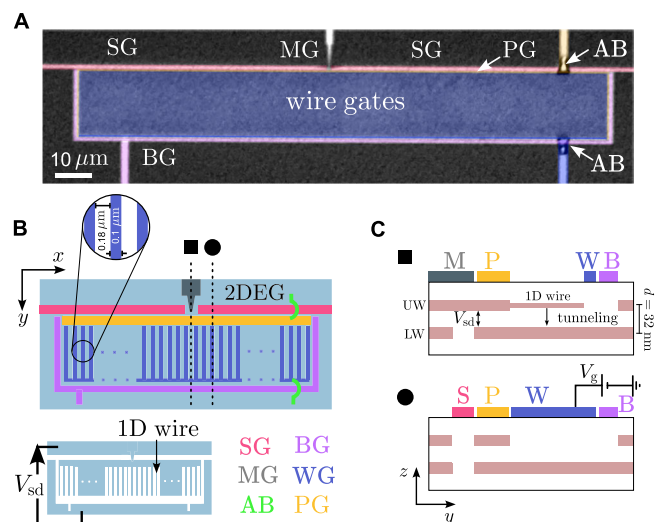 A
SG MG SG PG AB
wire gates
10 μm
BG
AB
B
0.18 μm
0.1 μm
x
y
2DEG
1D wire
V_sd
SG BG
MG WG
AB PG
C
M P W B
UW
1D wire
V_sd
tunneling
LW
d = 32 nm
V_g
S P W B
z
y